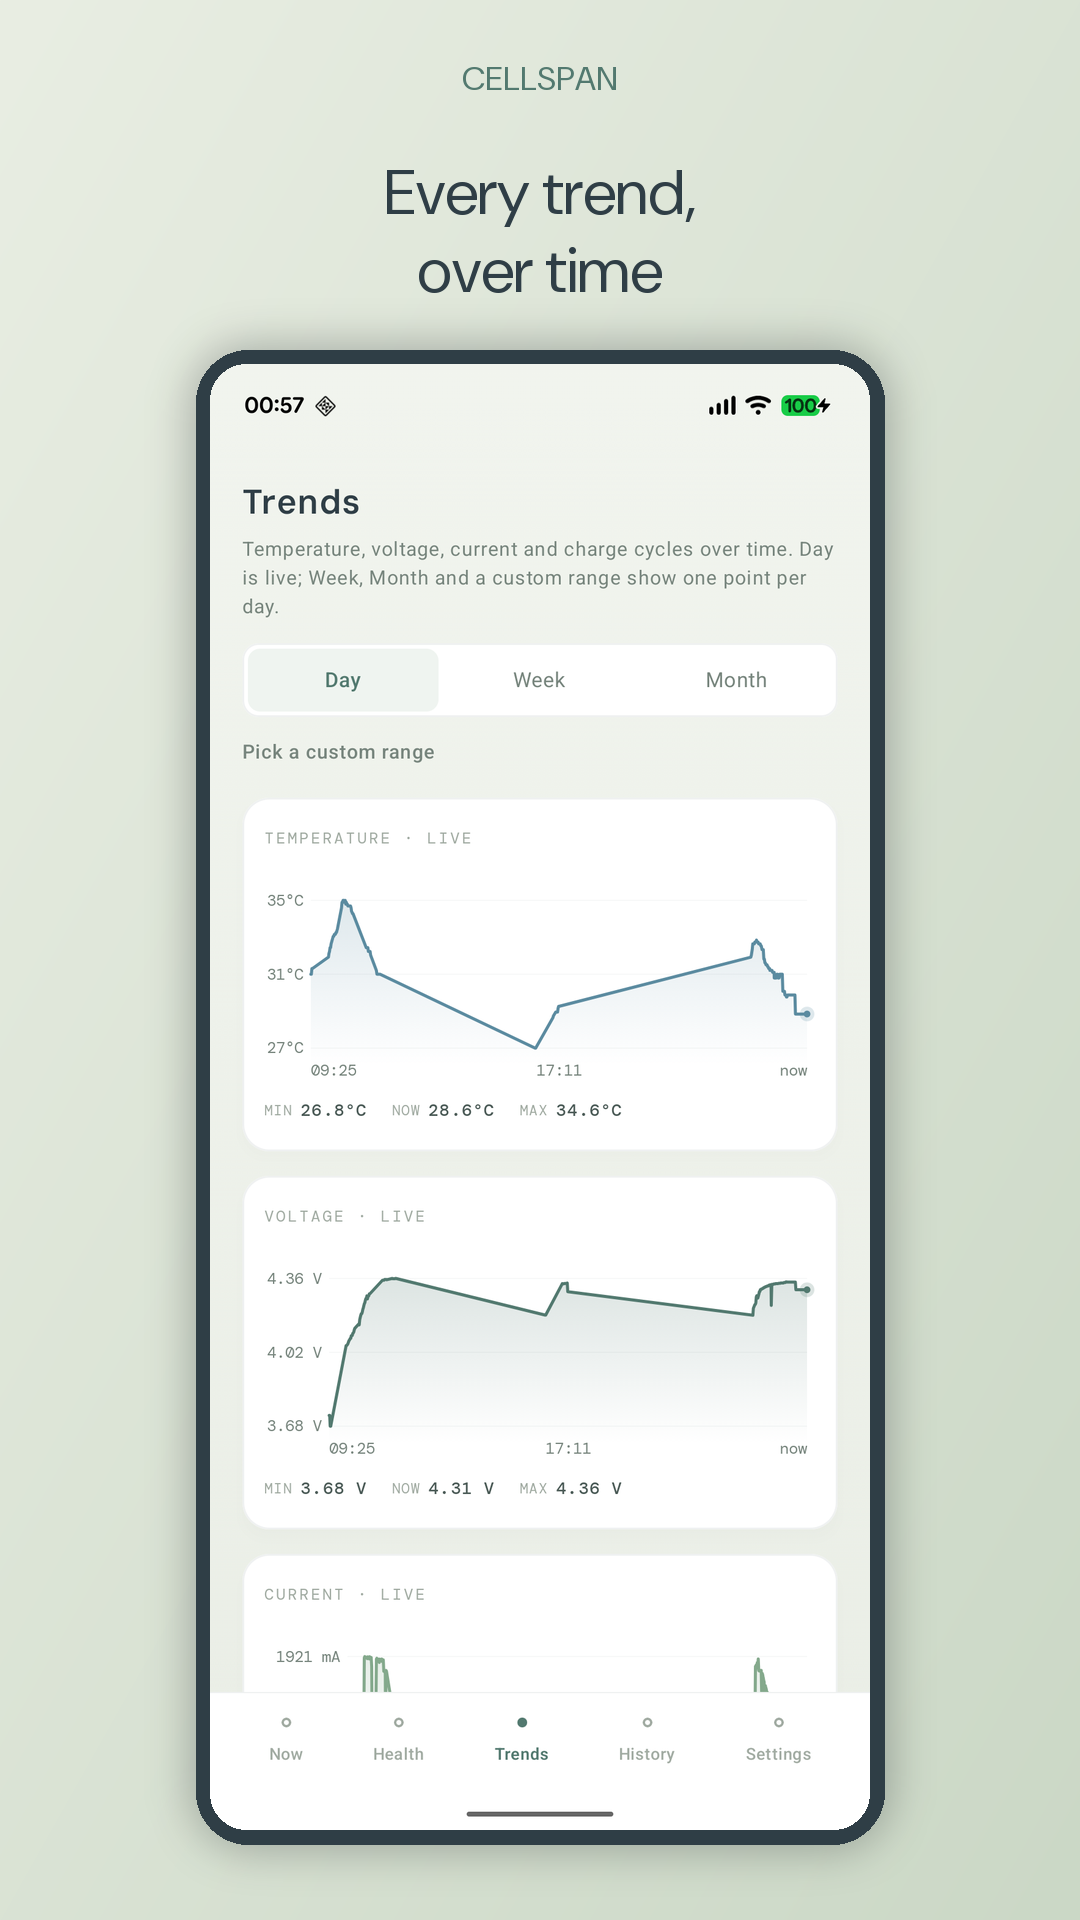 CELLSPAN
Every trend,
over time
00:57
100
Trends
Temperature, voltage, current and charge cycles over time. Day
is live; Week, Month and a custom range show one point per
day.
Day Week Month
Pick a custom range
TEMPERATURE · LIVE
35°C
31°C
27°C
09:25 17:11 now
MIN 26.8°C NOW 28.6°C MAX 34.6°C
VOLTAGE · LIVE
4.36 V
4.02 V
3.68 V
09:25 17:11 now
MIN 3.68 V NOW 4.31 V MAX 4.36 V
CURRENT · LIVE
1921 mA
Now Health Trends History Settings